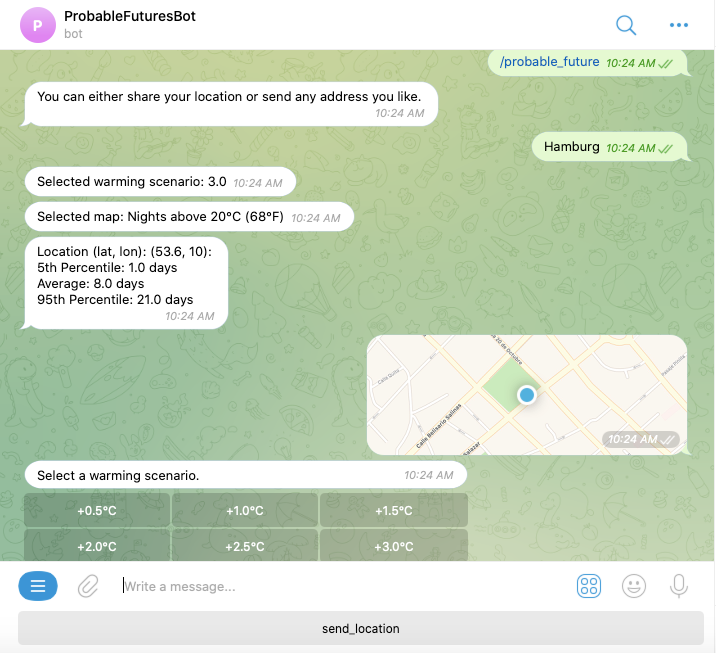 P
ProbableFuturesBot
bot
/probable_future 10:24 AM
You can either share your location or send any address you like.
10:24 AM
Hamburg 10:24 AM
Selected warming scenario: 3.0 10:24 AM
Selected map: Nights above 20°C (68°F) 10:24 AM
Location (lat, lon): (53.6, 10):
5th Percentile: 1.0 days
Average: 8.0 days
95th Percentile: 21.0 days
10:24 AM
20 de Octubre
Calle Quito
Calle Belisario Salinas
Salazar
10:24 AM
Select a warming scenario. 10:24 AM
+0.5°C +1.0°C +1.5°C
+2.0°C +2.5°C +3.0°C
Write a message...
send_location